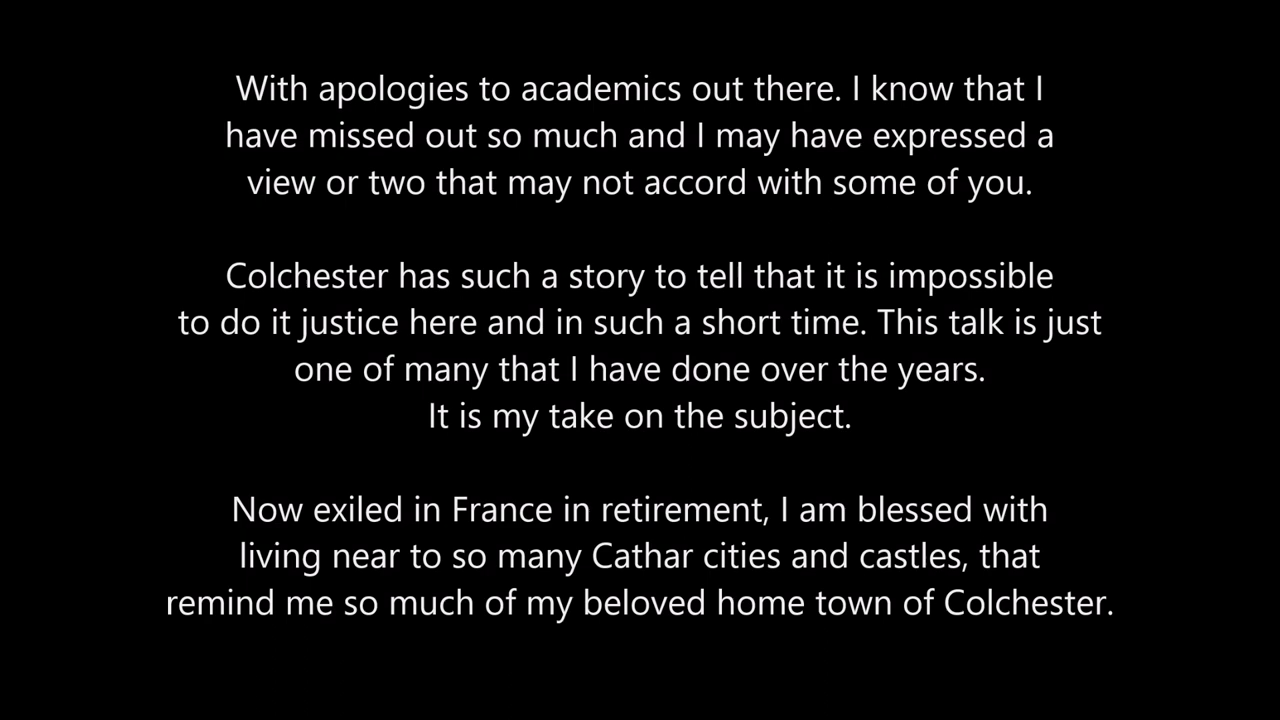 With apologies to academics out there. I know that I
have missed out so much and I may have expressed a
view or two that may not accord with some of you.
Colchester has such a story to tell that it is impossible
to do it justice here and in such a short time. This talk is just
one of many that I have done over the years.
It is my take on the subject.
Now exiled in France in retirement, I am blessed with
living near to so many Cathar cities and castles, that
remind me so much of my beloved home town of Colchester.